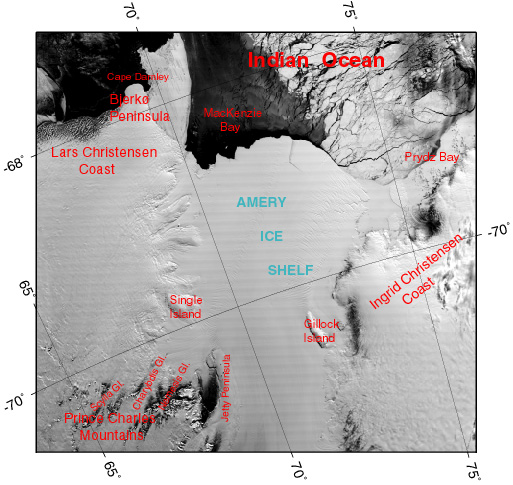 70°
75°
Indian Ocean
Cape Darnley
Bjerkø
Peninsula
MacKenzie
Bay
Lars Christensen
Coast
Prydz Bay
-68°
AMERY
ICE
SHELF
-70°
Ingrid Christensen
Coast
65°
Single
Island
Gillock
Island
Scylla Gl.
Charybdis Gl.
Jetty Peninsula
-70°
Prince Charles
Mountains
65°
70°
75°